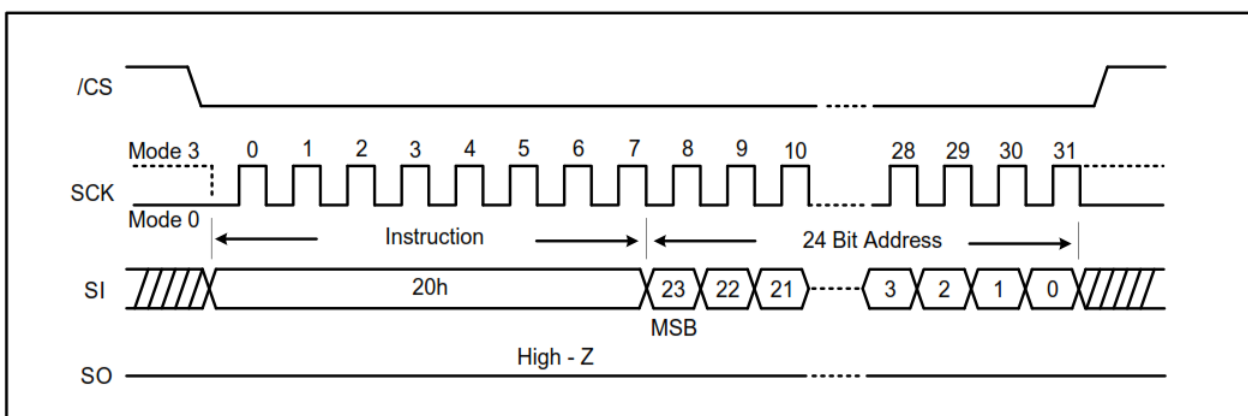 /CS
Mode 3 0 1 2 3 4 5 6 7 8 9 10 28 29 30 31
SCK
Mode 0
Instruction 24 Bit Address
SI 20h 23 22 21 3 2 1 0
MSB
High - Z
SO